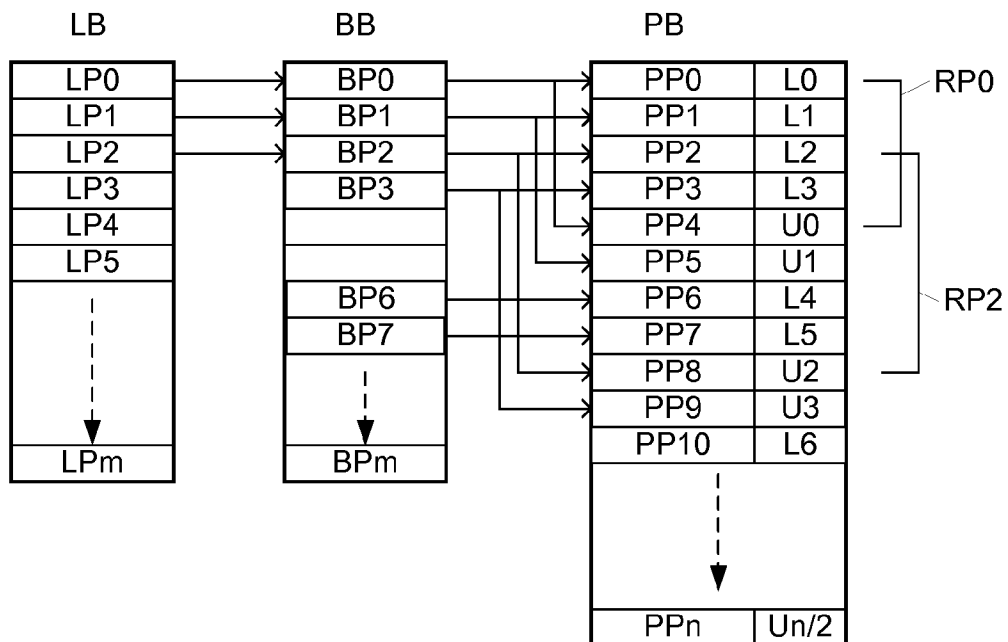 LB BB PB
LP0 BP0 PP0 L0 RP0
LP1 BP1 PP1 L1
LP2 BP2 PP2 L2
LP3 BP3 PP3 L3
LP4 PP4 U0
LP5 PP5 U1
BP6 PP6 L4 RP2
BP7 PP7 L5
PP8 U2
PP9 U3
LPm BPm PP10 L6
PPn Un/2